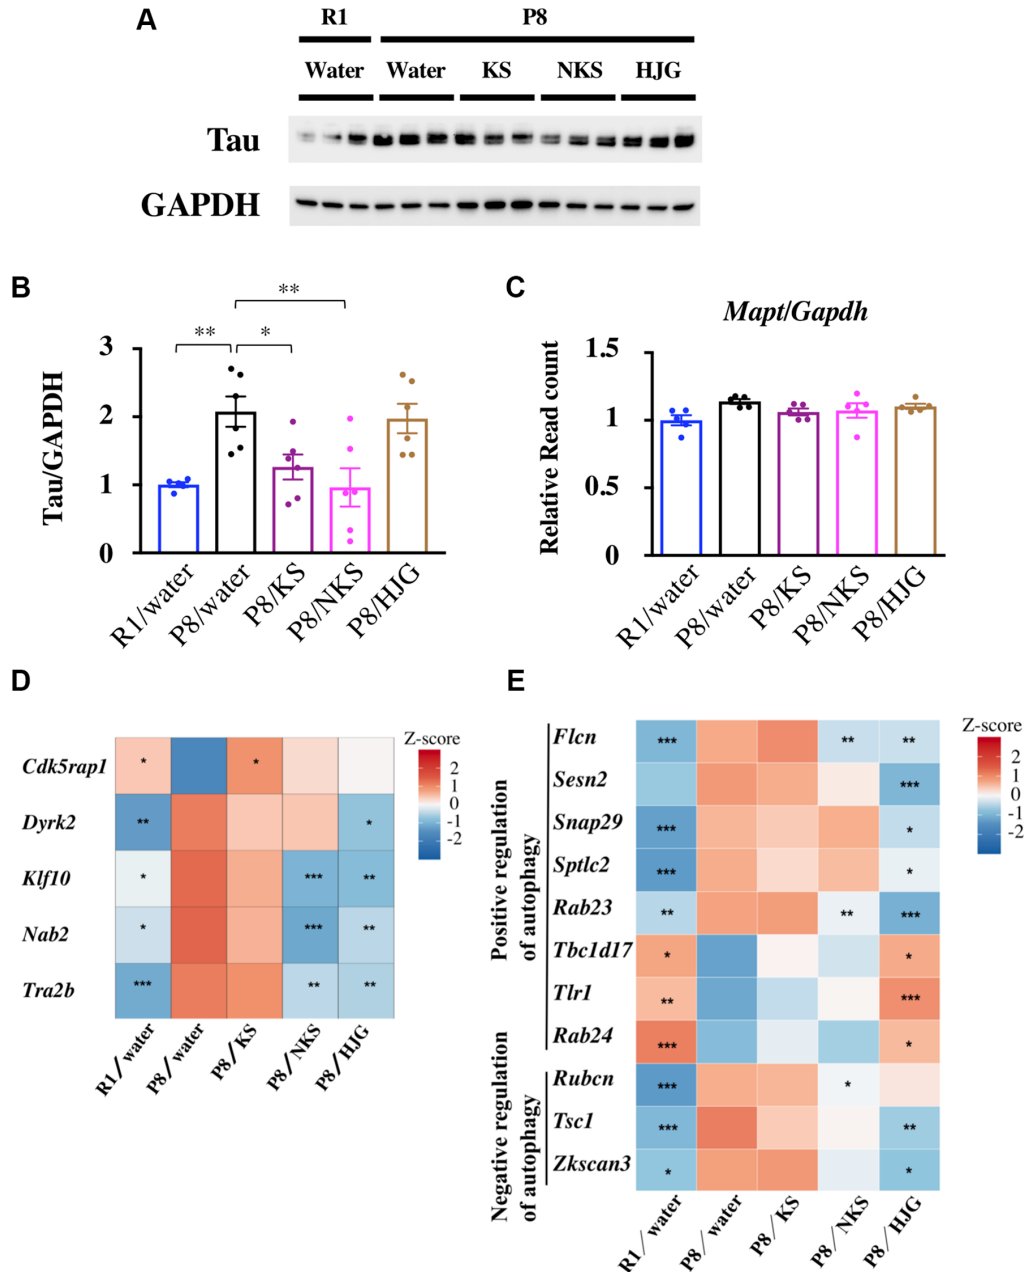 A
R1 P8
Water Water KS NKS HJG
Tau
GAPDH
B
** 
** *
Tau/GAPDH
3
2
1
0
R1/water P8/water P8/KS P8/NKS P8/HJG
C
Mapt/Gapdh
Relative Read count
1.5
1
0.5
0
R1/water P8/water P8/KS P8/NKS P8/HJG
D
Z-score
2
1
0
-1
-2
Cdk5rap1 * *
Dyrk2 ** *
Klf10 * *** **
Nab2 * *** **
Tra2b *** ** **
R1/water P8/water P8/KS P8/NKS P8/HJG
E
Z-score
2
1
0
-1
-2
Positive regulation
of autophagy
Flcn *** ** **
Sesn2 ***
Snap29 *** *
Sptlc2 *** *
Rab23 ** ** ***
Tbc1d17 * *
Tlr1 ** ***
Rab24 *** *
Negative regulation
of autophagy
Rubcn *** *
Tsc1 *** **
Zkscan3 * *
R1/water P8/water P8/KS P8/NKS P8/HJG